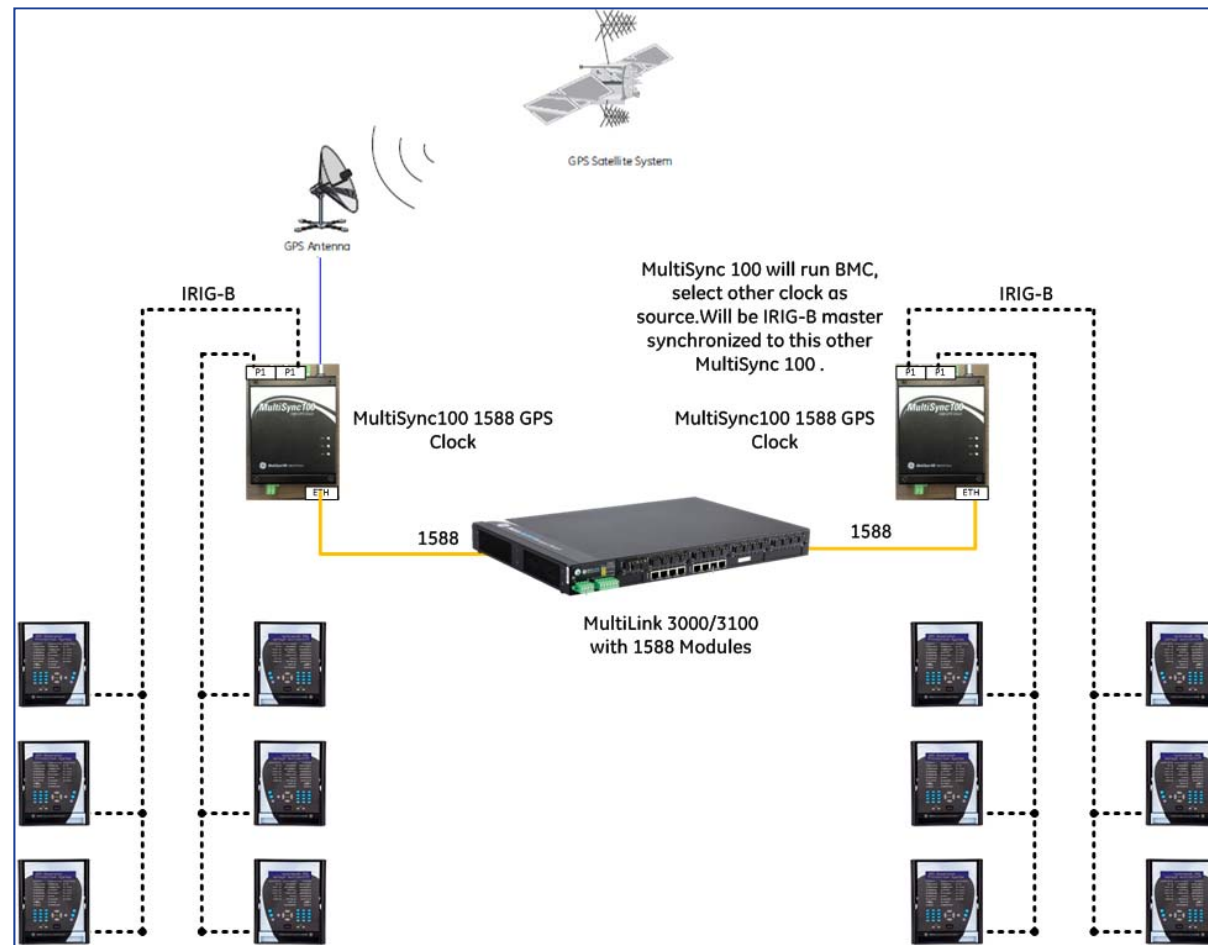 GPS Satellite System
GPS Antenna
MultiSync 100 will run BMC,
select other clock as
source.Will be IRIG-B master
synchronized to this other
MultiSync 100 .
IRIG-B
IRIG-B
P1 P1
P1 P1
MultiSync100
MultiSync100
MultiSync100 1588 GPS
Clock
MultiSync100 1588 GPS
Clock
ETH
ETH
1588
1588
MultiLink 3000/3100
with 1588 Modules